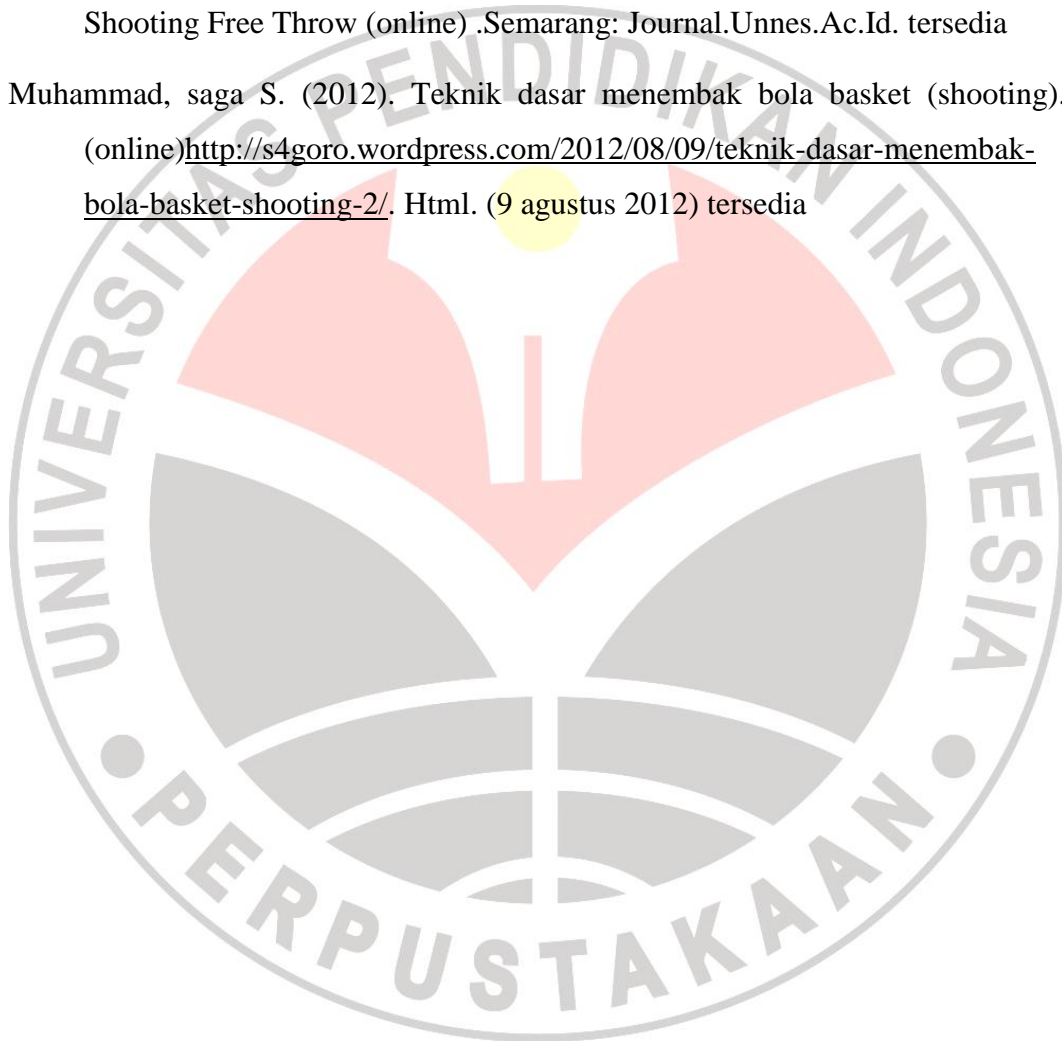 Shooting Free Throw (online) .Semarang: Journal.Unnes.Ac.Id. tersedia
Muhammad, saga S. (2012). Teknik dasar menembak bola basket (shooting).
(online)http://s4goro.wordpress.com/2012/08/09/teknik-dasar-menembak-
bola-basket-shooting-2/. Html. (9 agustus 2012) tersedia
UNIVERSITAS PENDIDIKAN INDONESIA
PERPUSTAKAAN